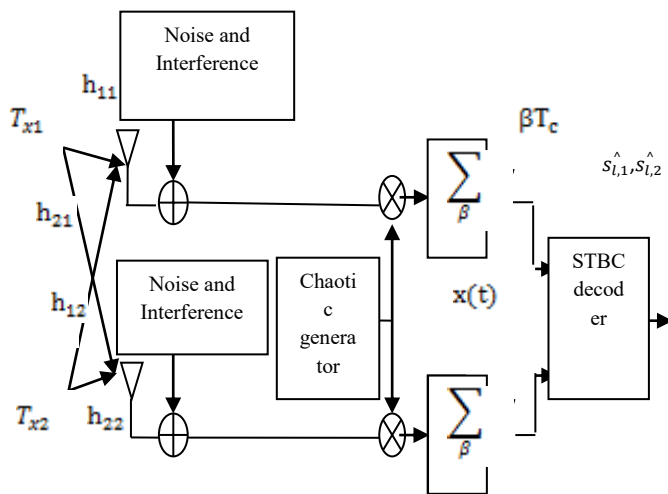 Noise and
Interference
h₁₁
Tₓ₁
βT꜀
∑
β
ŝₗ,₁,ŝₗ,₂
h₂₁
h₁₂
Noise and
Interference
Chaoti
c
genera
tor
x(t)
STBC
decod
er
Tₓ₂
h₂₂
∑
β